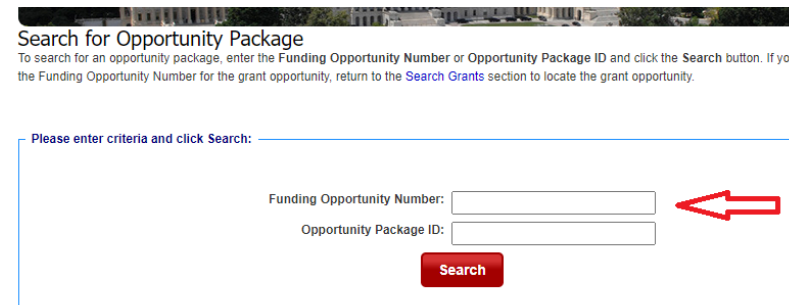 Search for Opportunity Package
To search for an opportunity package, enter the Funding Opportunity Number or Opportunity Package ID and click the Search button. If yo
the Funding Opportunity Number for the grant opportunity, return to the Search Grants section to locate the grant opportunity.
Please enter criteria and click Search:
Funding Opportunity Number:
Opportunity Package ID:
Search